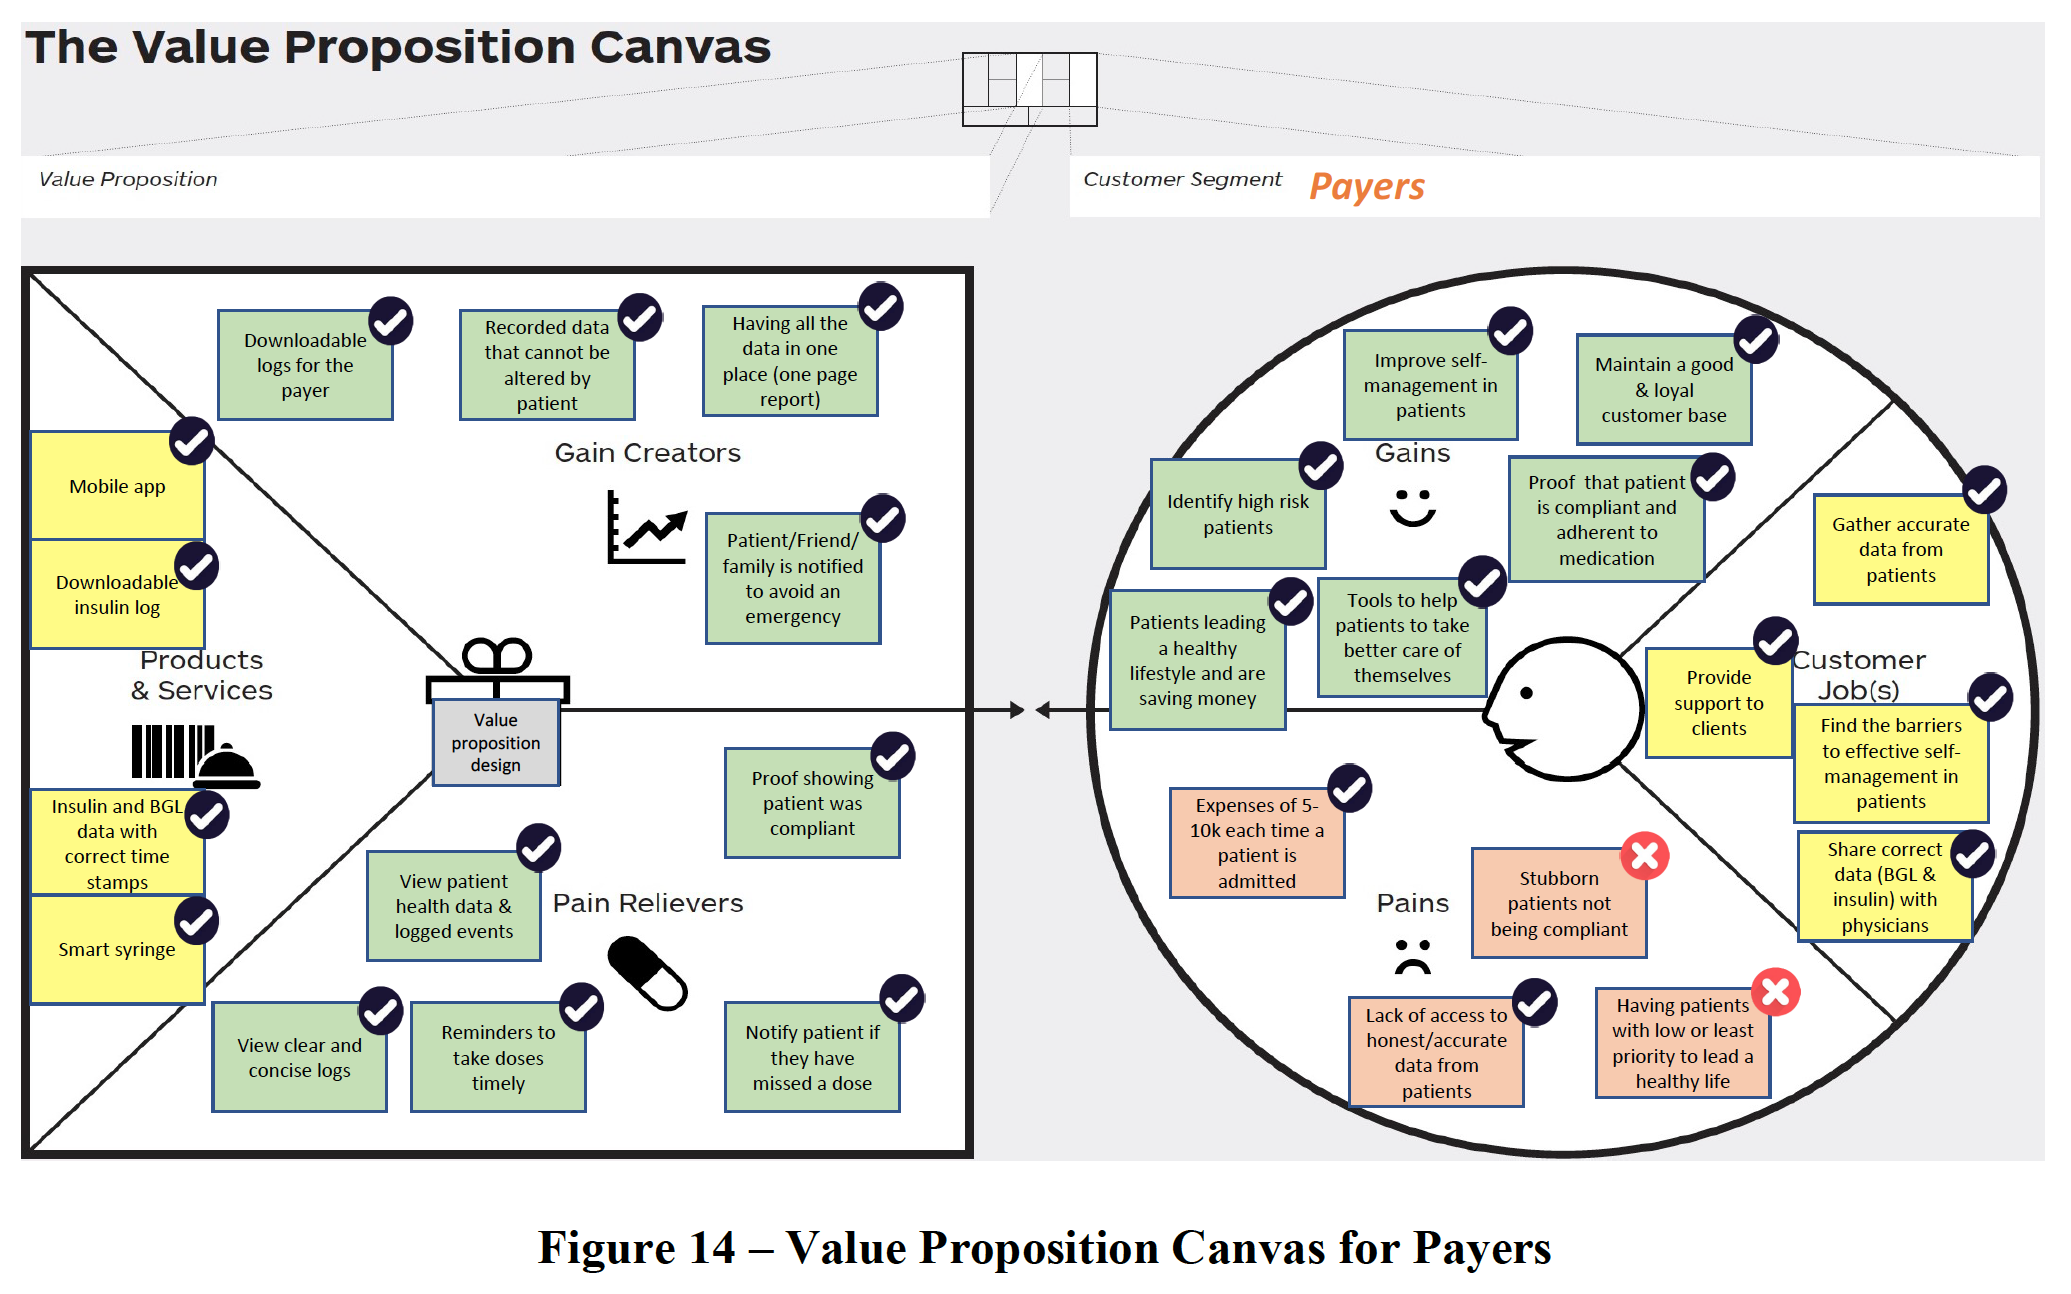 The Value Proposition Canvas
Value Proposition
Customer Segment Payers
Downloadable
logs for the
payer
Recorded data
that cannot be
altered by
patient
Having all the
data in one
place (one page
report)
Gain Creators
Mobile app
Downloadable
insulin log
Patient/Friend/
family is notified
to avoid an
emergency
Products
& Services
Value
proposition
design
Insulin and BGL
data with
correct time
stamps
Smart syringe
Proof showing
patient was
compliant
View patient
health data &
logged events
Pain Relievers
View clear and
concise logs
Reminders to
take doses
timely
Notify patient if
they have
missed a dose
Improve self-
management in
patients
Maintain a good
& loyal
customer base
Gains
Identify high risk
patients
Proof that patient
is compliant and
adherent to
medication
Patients leading
a healthy
lifestyle and are
saving money
Tools to help
patients to take
better care of
themselves
Gather accurate
data from
patients
Provide
support to
clients
Customer
Job(s)
Find the barriers
to effective self-
management in
patients
Share correct
data (BGL &
insulin) with
physicians
Expenses of 5-
10k each time a
patient is
admitted
Pains
Stubborn
patients not
being compliant
Lack of access to
honest/accurate
data from
patients
Having patients
with low or least
priority to lead a
healthy life
Figure 14 – Value Proposition Canvas for Payers